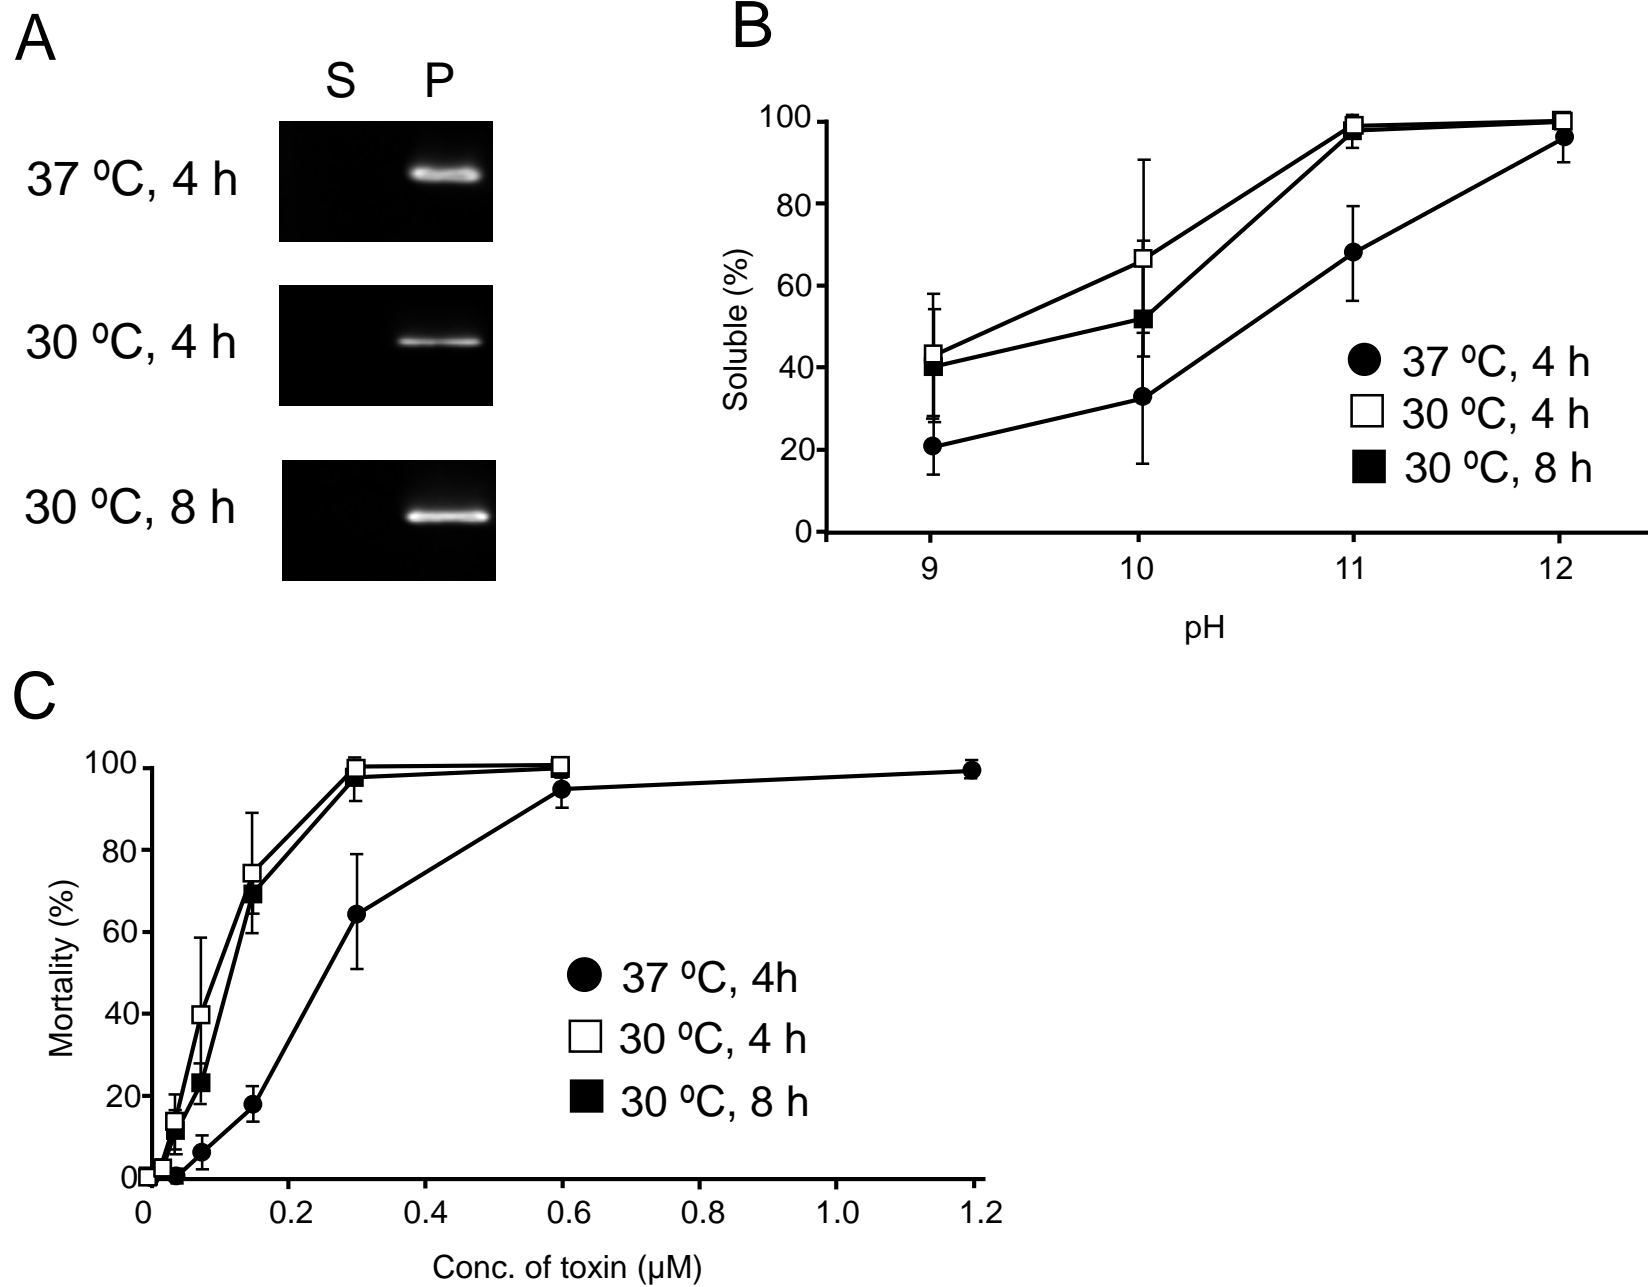 A
S P
37 ºC, 4 h
30 ºC, 4 h
30 ºC, 8 h
B
100
80
60
40
20
0
Soluble (%)
9 10 11 12
pH
37 ºC, 4 h
30 ºC, 4 h
30 ºC, 8 h
C
100
80
60
40
20
0
Mortality (%)
0 0.2 0.4 0.6 0.8 1.0 1.2
Conc. of toxin (μM)
37 ºC, 4h
30 ºC, 4 h
30 ºC, 8 h